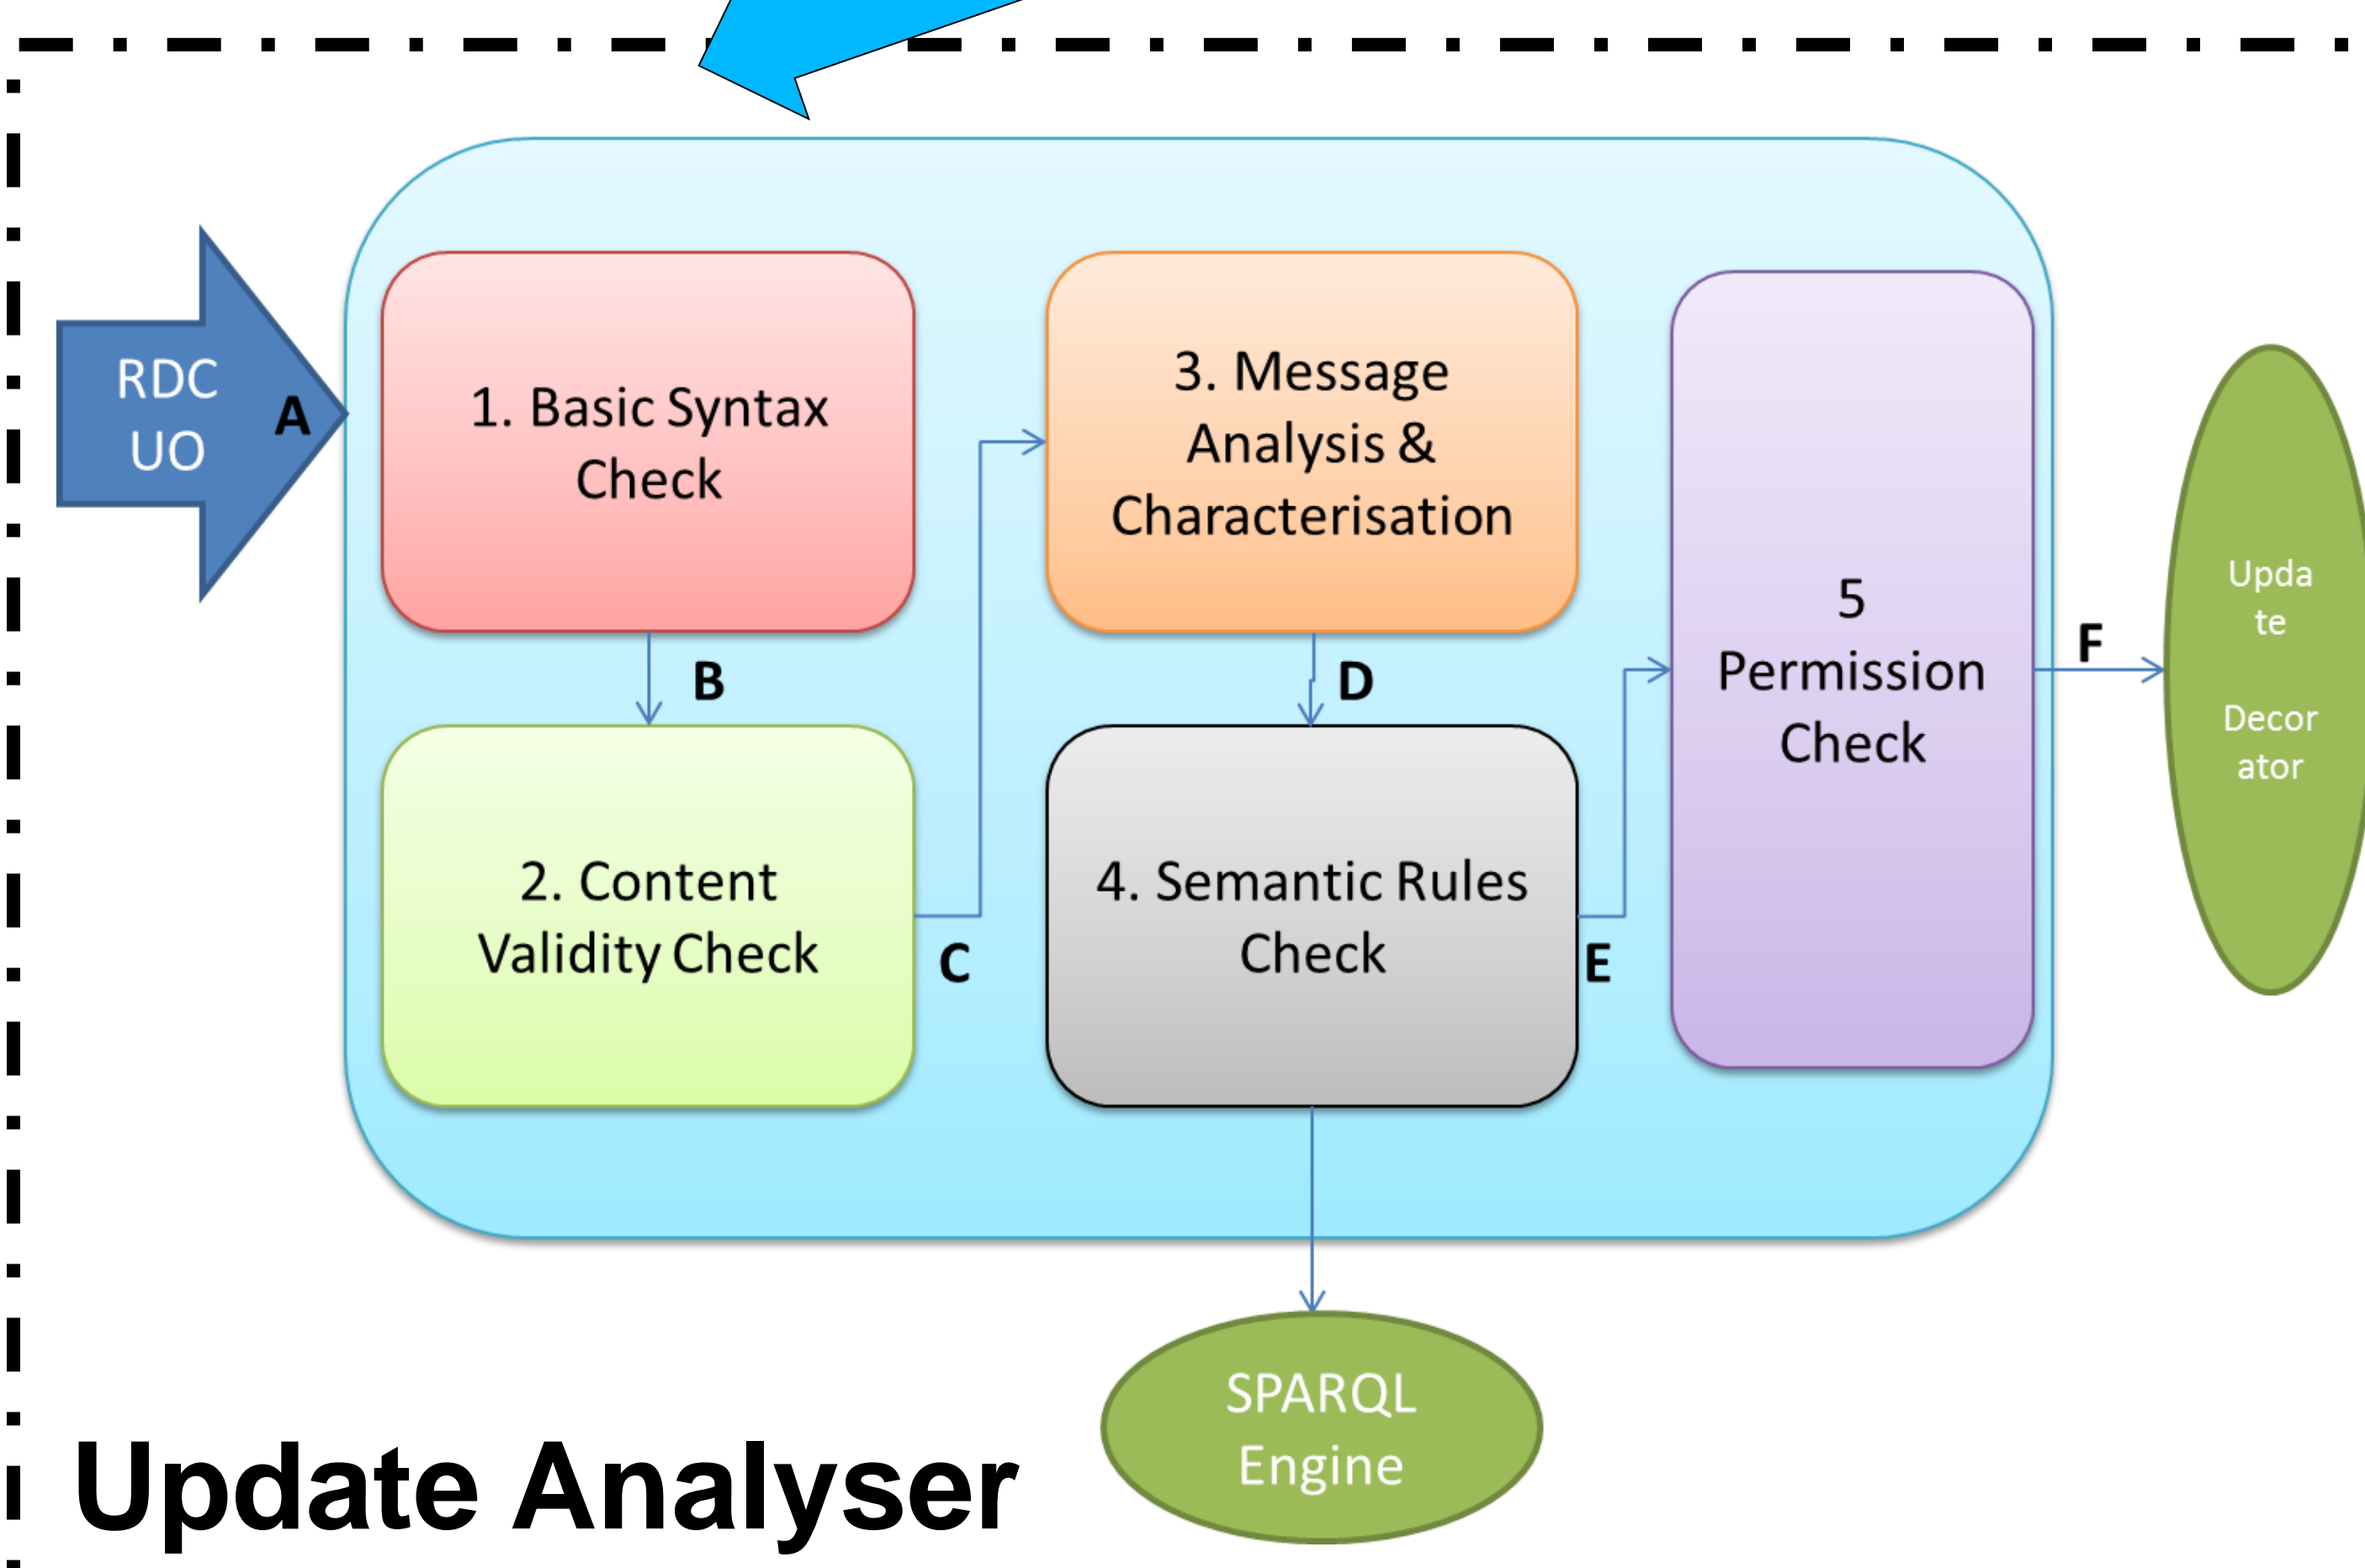 RDC
UO
A
1. Basic Syntax
Check
B
2. Content
Validity Check
C
3. Message
Analysis &
Characterisation
D
4. Semantic Rules
Check
E
5
Permission
Check
F
Upda
te
Decor
ator
SPARQL
Engine
Update Analyser